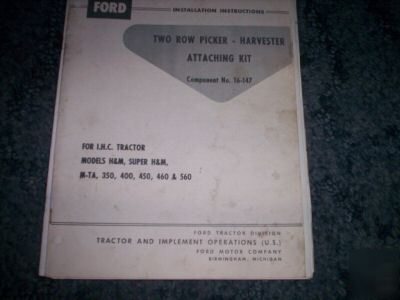 FORD
INSTALLATION INSTRUCTIONS
TWO ROW PICKER - HARVESTER
ATTACHING KIT
Component No. 16-147
FOR I.H.C. TRACTOR
MODELS H&M, SUPER H&M,
M-TA, 350, 400, 450, 460 & 560
FORD TRACTOR DIVISION
TRACTOR AND IMPLEMENT OPERATIONS (U.S.)
FORD MOTOR COMPANY
BIRMINGHAM, MICHIGAN